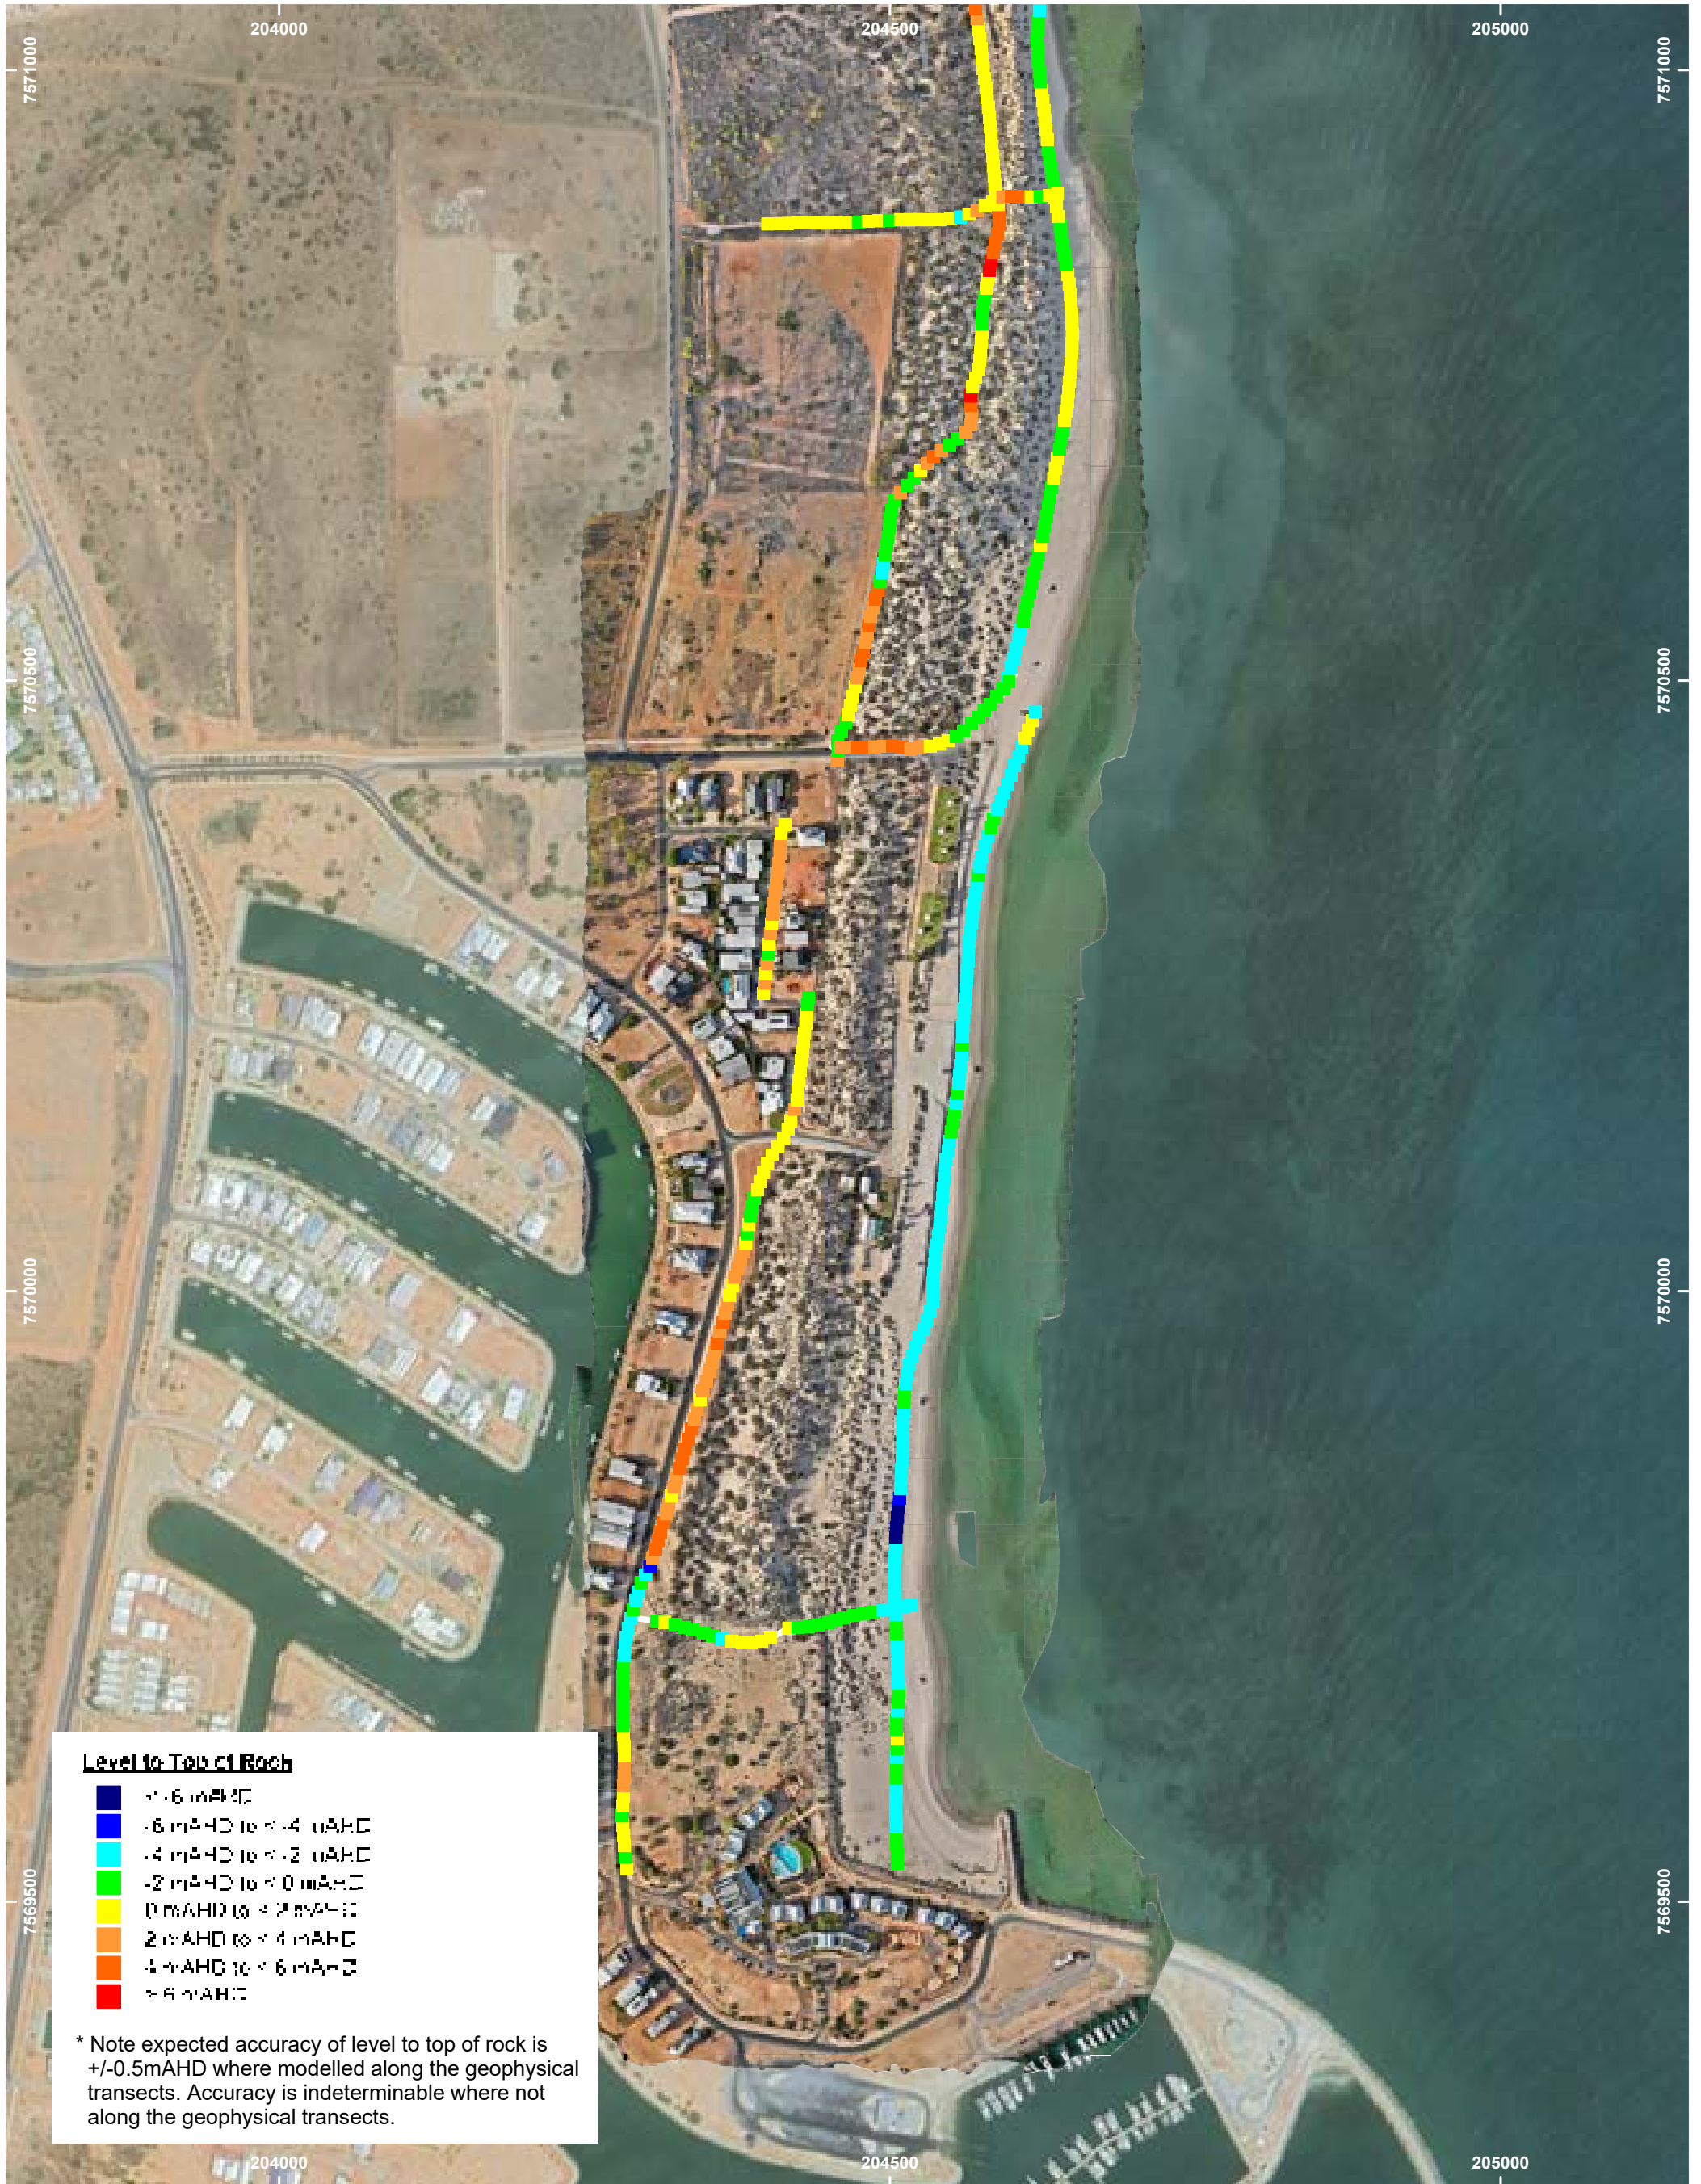 204000
204500
205000
7571000
7571000
7570500
7570500
7570000
7570000
7569500
7569500
Level to Top of Rock
< -6 mAHD
-6 mAHD to < -4 mAHD
-4 mAHD to < -2 mAHD
-2 mAHD to < 0 mAHD
0 mAHD to < 2 mAHD
2 mAHD to < 4 mAHD
4 mAHD to < 6 mAHD
> 6 mAHD
* Note expected accuracy of level to top of rock is
+/-0.5mAHD where modelled along the geophysical
transects. Accuracy is indeterminable where not
along the geophysical transects.
204000
204500
205000